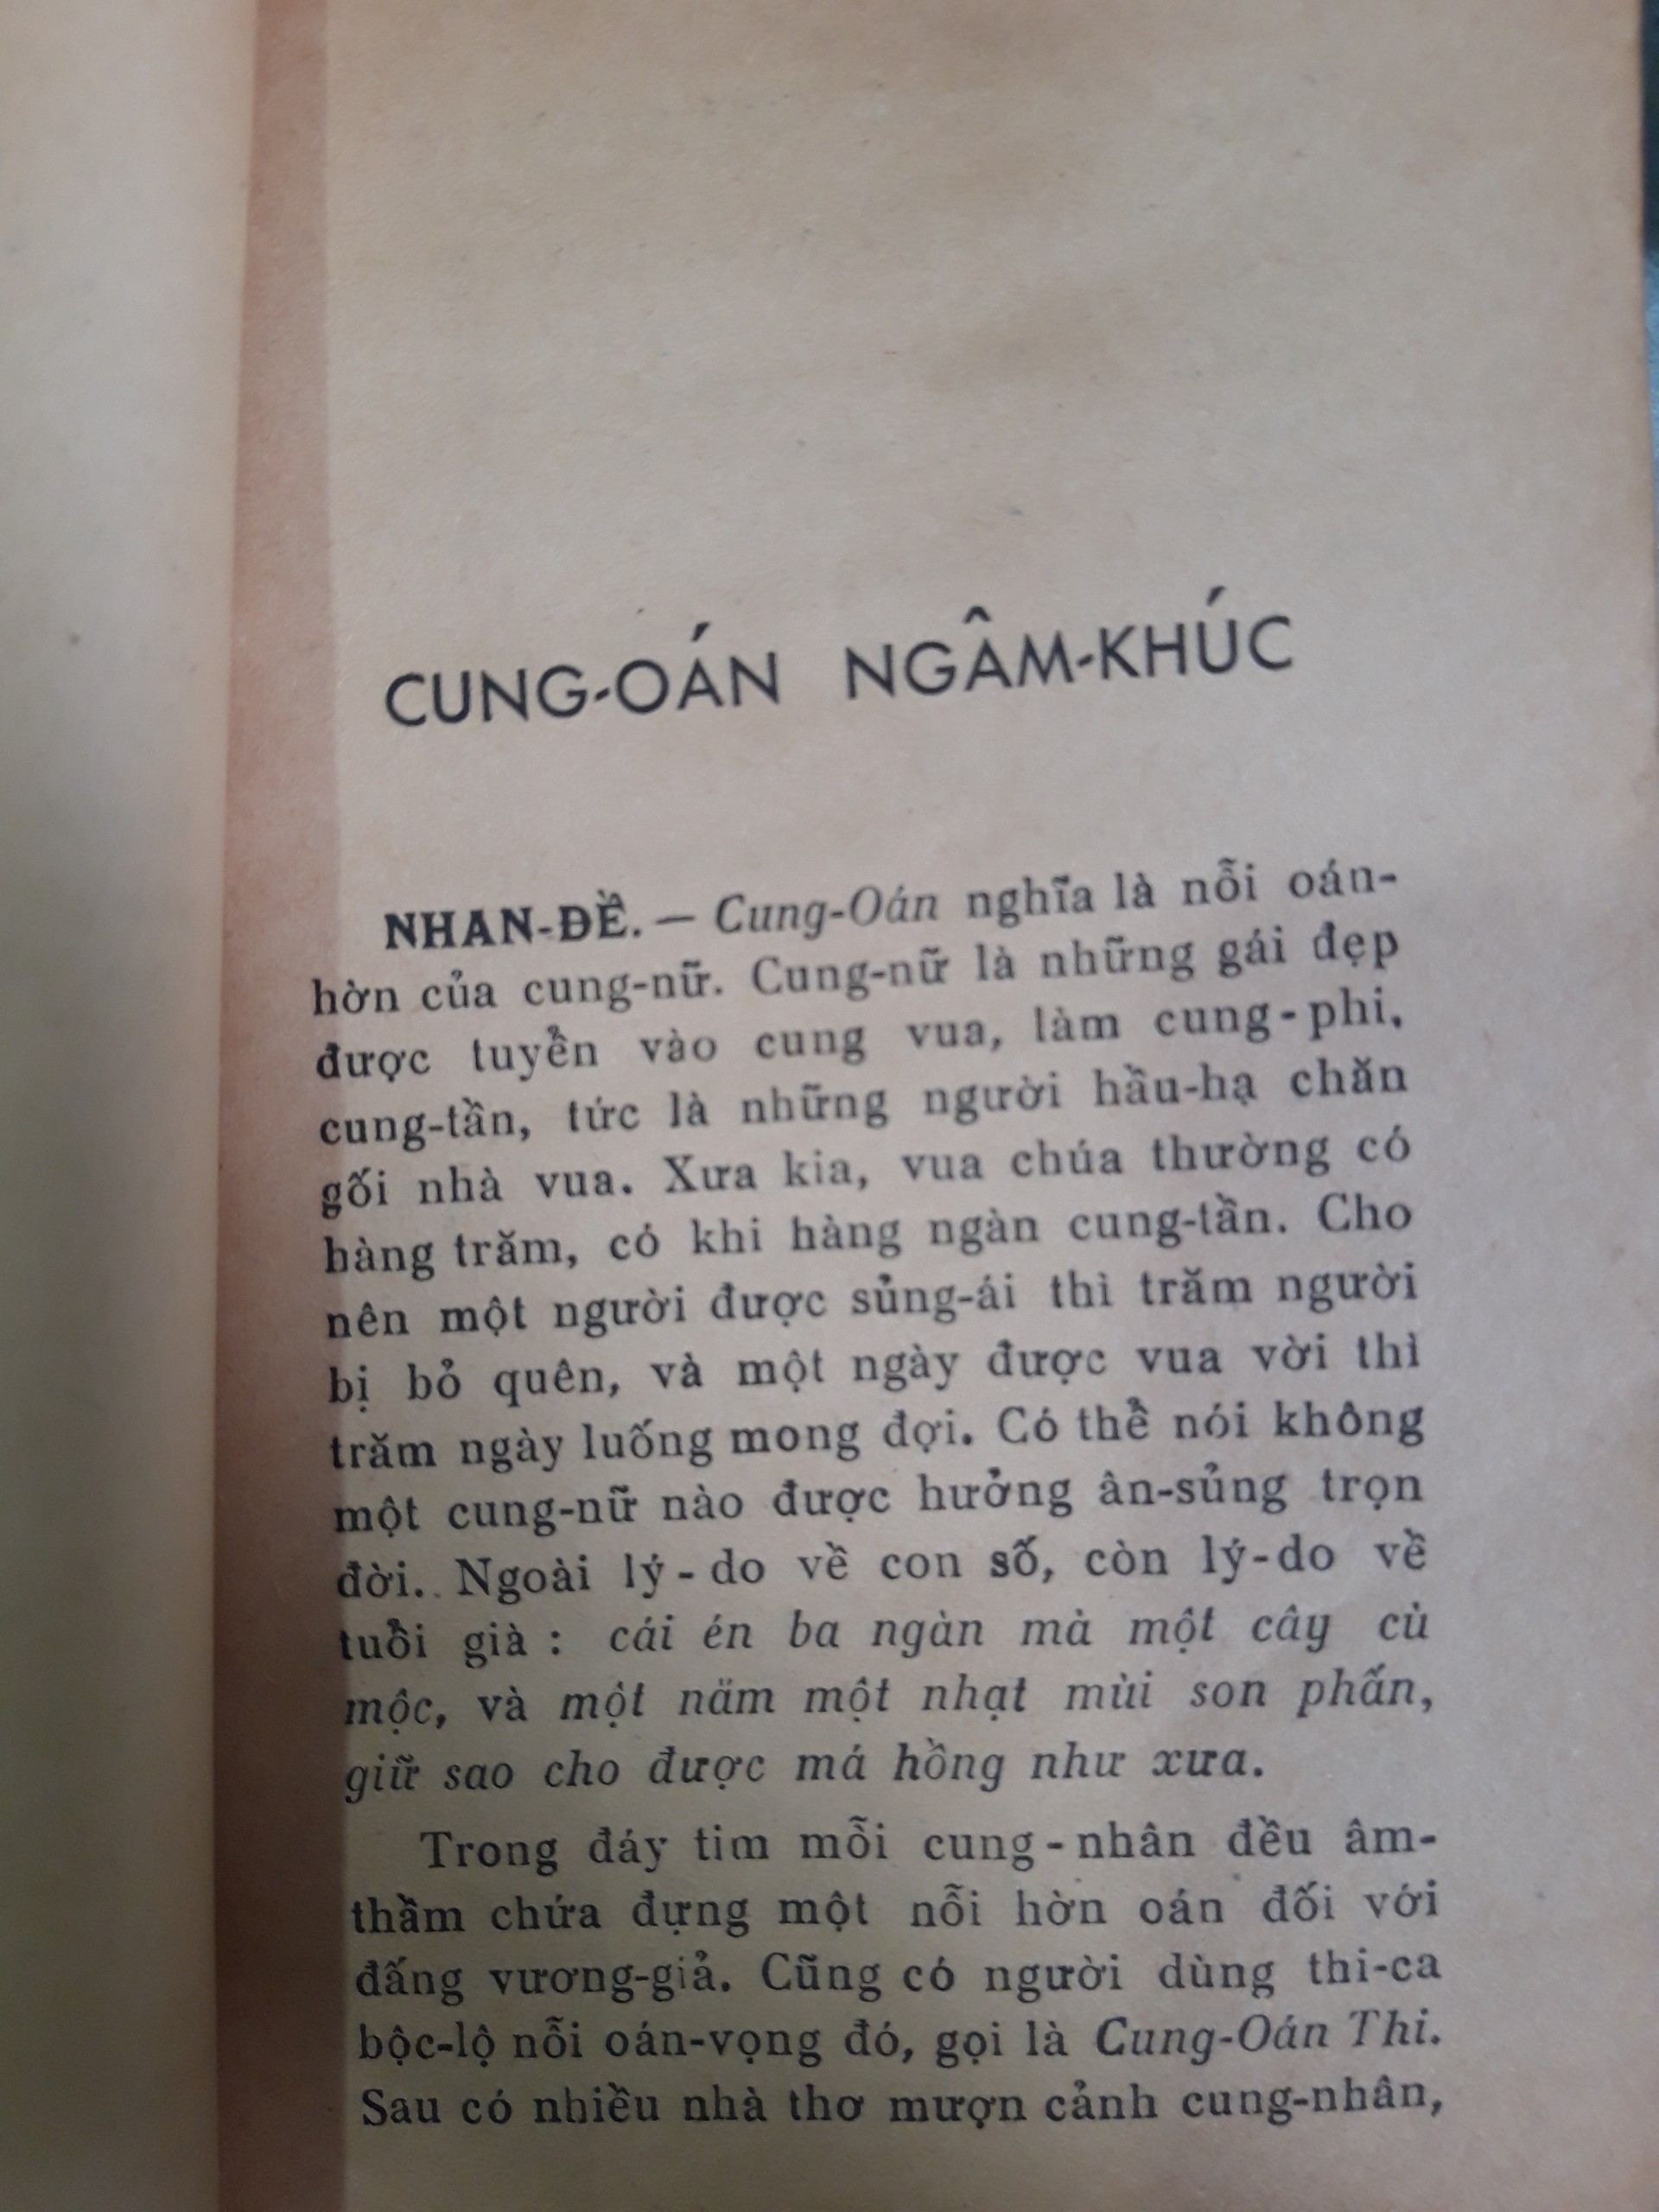 CUNG-OÁN NGÂM-KHÚC
NHAN-ĐỀ. — Cung-Oán nghĩa là nỗi oán-
hờn của cung-nữ. Cung-nữ là những gái đẹp
được tuyển vào cung vua, làm cung-phi,
cung-tần, tức là những người hầu-hạ chăn
gối nhà vua. Xưa kia, vua chúa thường có
hàng trăm, có khi hàng ngàn cung-tần. Cho
nên một người được sủng-ái thì trăm người
bị bỏ quên, và một ngày được vua vời thì
trăm ngày luống mong đợi. Có thể nói không
một cung-nữ nào được hưởng ân-sủng trọn
đời. Ngoài lý-do về con số, còn lý-do về
tuổi già : cái én ba ngàn mà một cây cù
mộc, và một năm một nhạt mùi son phấn,
giữ sao cho được má hồng như xưa.
Trong đáy tim mỗi cung-nhân đều âm-
thầm chứa đựng một nỗi hờn oán đối với
đấng vương-giả. Cũng có người dùng thi-ca
bộc-lộ nỗi oán-vọng đó, gọi là Cung-Oán Thi.
Sau có nhiều nhà thơ mượn cảnh cung-nhân,